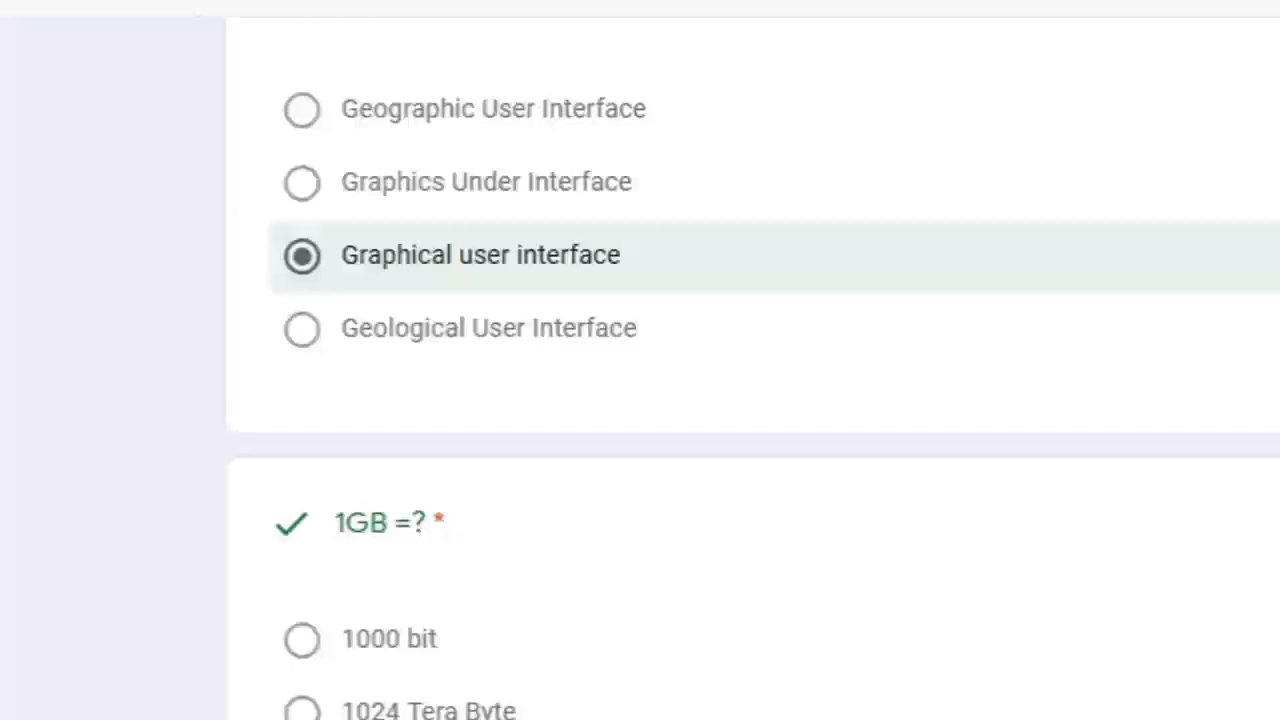 Geographic User Interface
Graphics Under Interface
Graphical user interface
Geological User Interface
1GB =? *
1000 bit
1024 Tera Byte